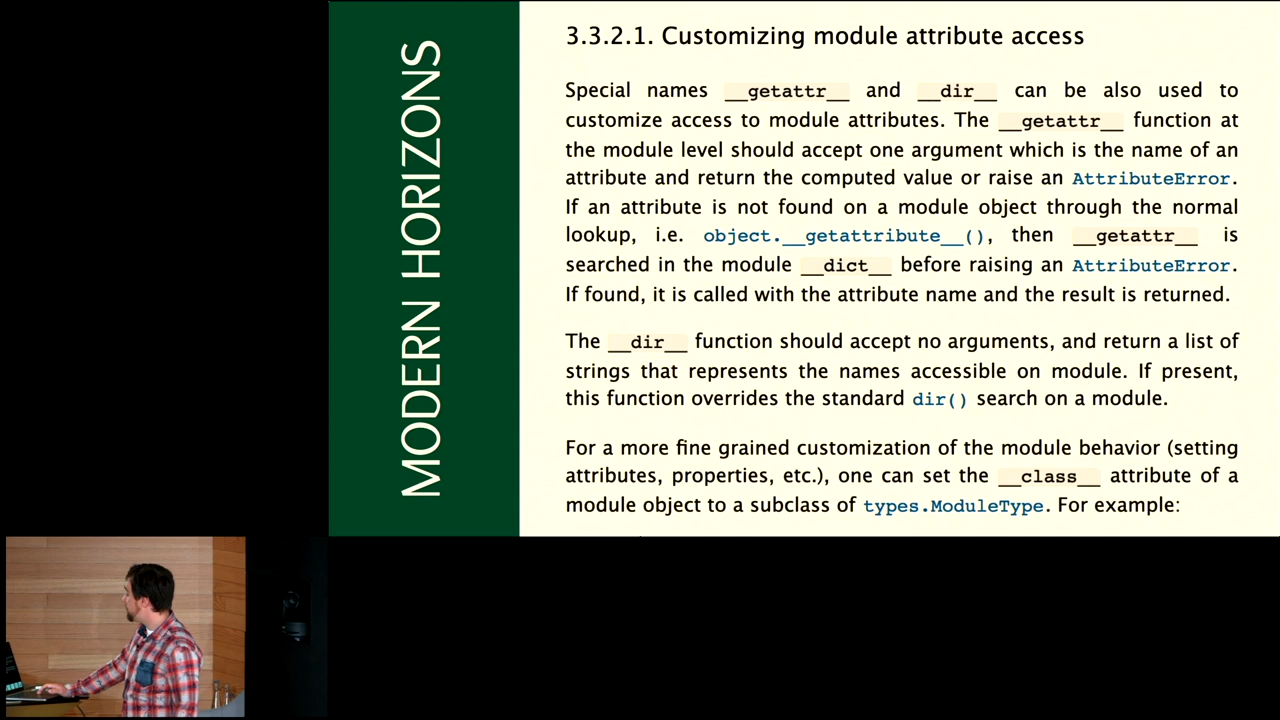 MODERN HORIZONS
3.3.2.1. Customizing module attribute access
Special names __getattr__ and __dir__ can be also used to
customize access to module attributes. The __getattr__ function at
the module level should accept one argument which is the name of an
attribute and return the computed value or raise an AttributeError.
If an attribute is not found on a module object through the normal
lookup, i.e. object.__getattribute__(), then __getattr__ is
searched in the module __dict__ before raising an AttributeError.
If found, it is called with the attribute name and the result is returned.
The __dir__ function should accept no arguments, and return a list of
strings that represents the names accessible on module. If present,
this function overrides the standard dir() search on a module.
For a more fine grained customization of the module behavior (setting
attributes, properties, etc.), one can set the __class__ attribute of a
module object to a subclass of types.ModuleType. For example: